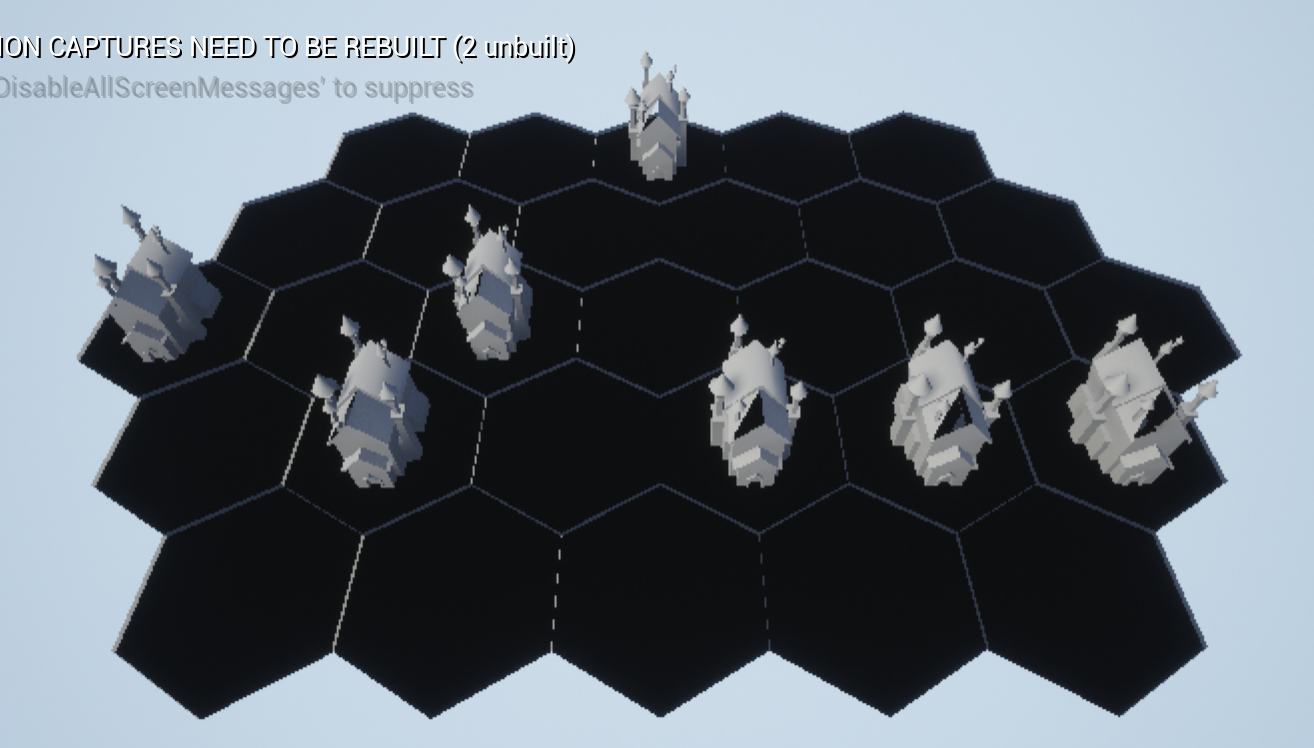 ION CAPTURES NEED TO BE REBUILT (2 unbuilt)
DisableAllScreenMessages' to suppress